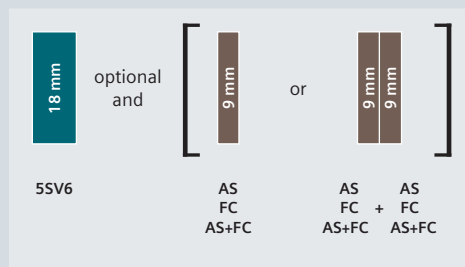 18 mm
optional
and
9 mm
or
9 mm 9 mm
5SV6
AS
FC
AS+FC
AS AS
FC + FC
AS+FC AS+FC